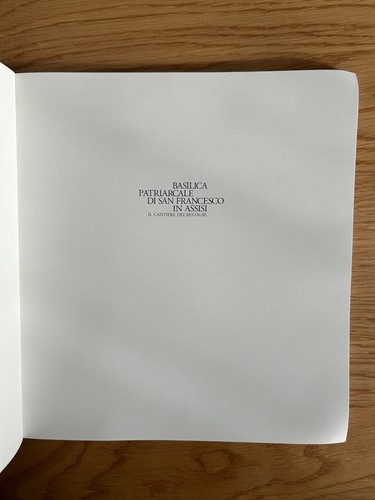 BASILICA
PATRIARCALE
DI SAN FRANCESCO
IN ASSISI
IL CANTIERE DEI RESTAURI